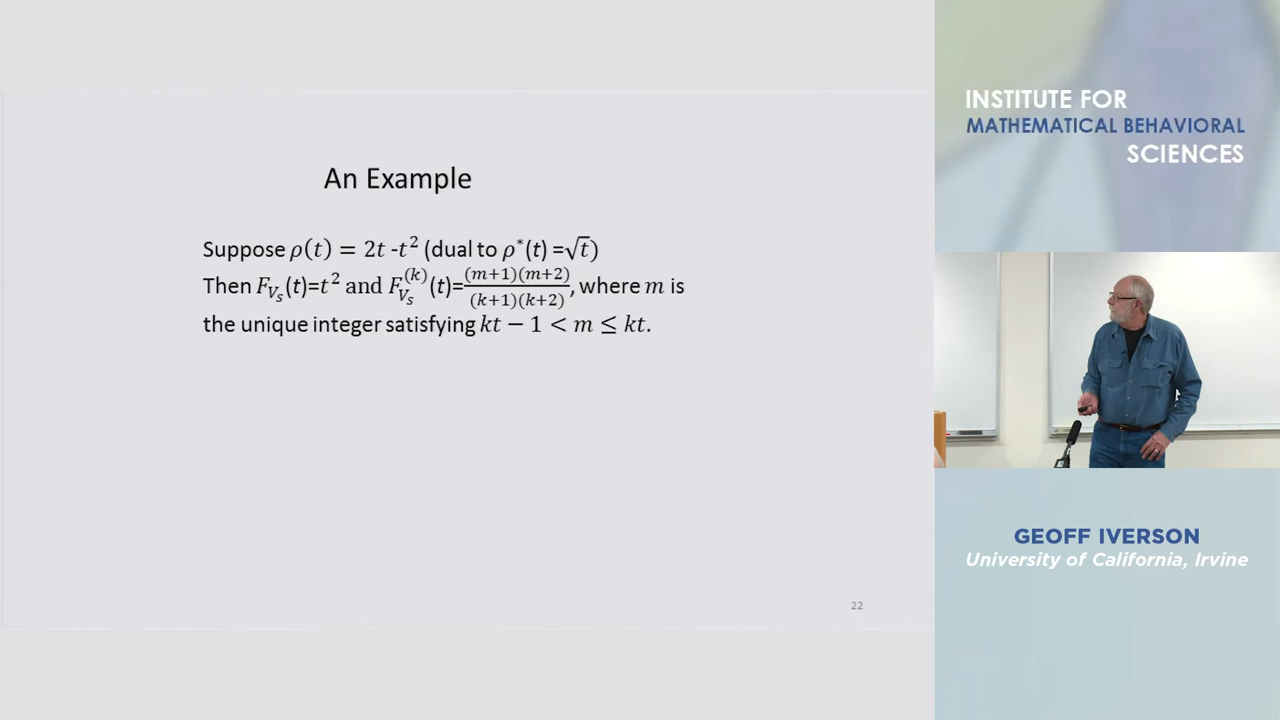 An Example
Suppose ρ(t) = 2t -t² (dual to ρ*(t) =√t)
Then F_{V_s}(t)=t² and F_{V_s}^{(k)}(t)=\frac{(m+1)(m+2)}{(k+1)(k+2)}, where m is
the unique integer satisfying kt − 1 < m ≤ kt.
22
INSTITUTE FOR
MATHEMATICAL BEHAVIORAL
SCIENCES
GEOFF IVERSON
University of California, Irvine